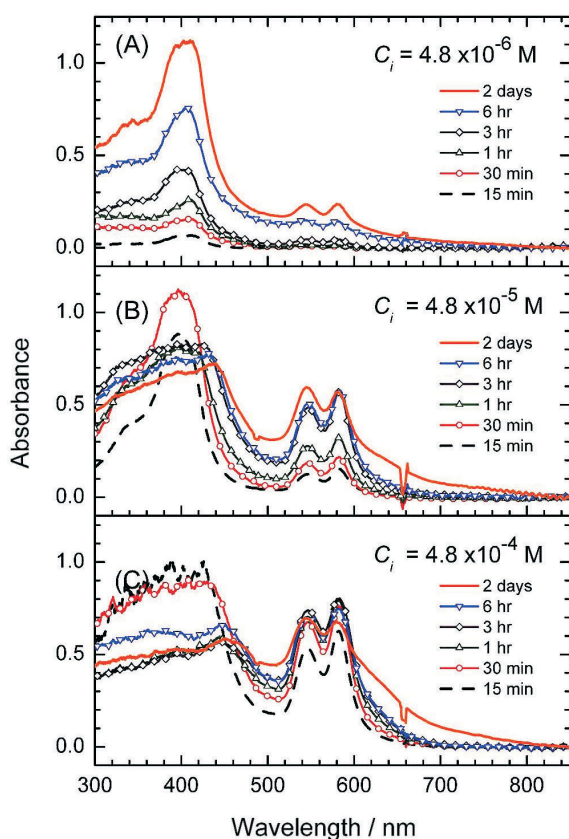 (A)
C_i = 4.8 x10^-6 M
2 days
6 hr
3 hr
1 hr
30 min
15 min
1.0
0.5
0.0
(B)
C_i = 4.8 x10^-5 M
2 days
6 hr
3 hr
1 hr
30 min
15 min
1.0
0.5
0.0
Absorbance
(C)
C_i = 4.8 x10^-4 M
2 days
6 hr
3 hr
1 hr
30 min
15 min
1.0
0.5
0.0
300 400 500 600 700 800
Wavelength / nm